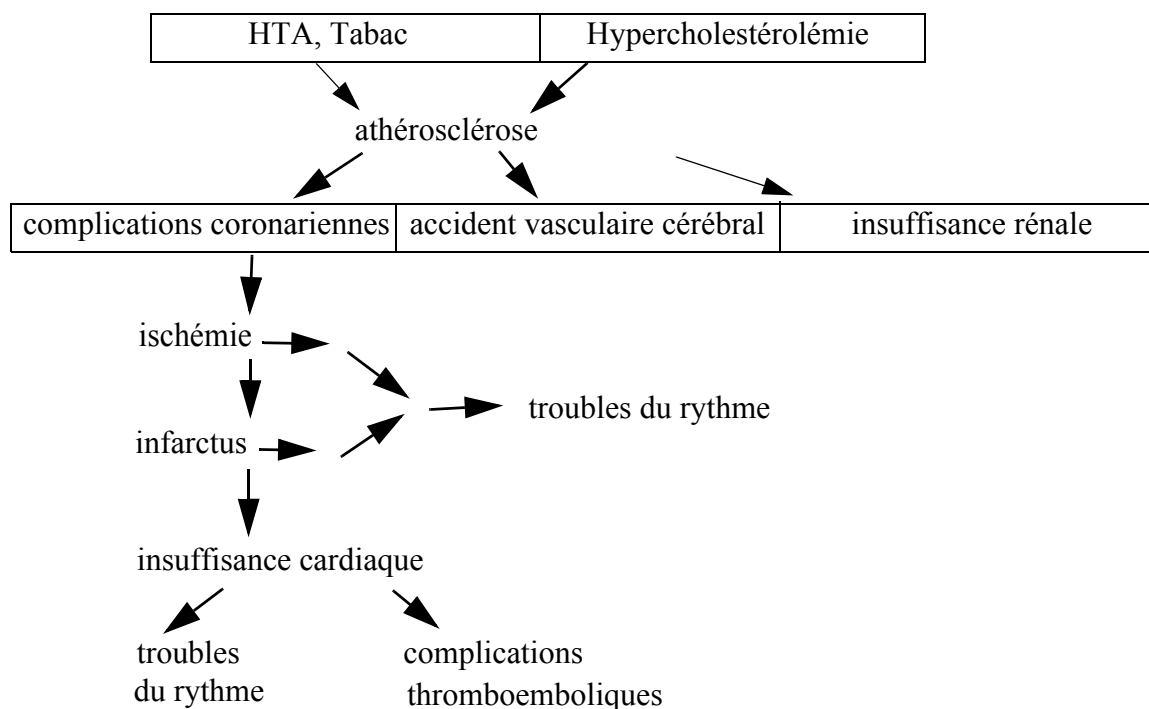 HTA, Tabac
Hypercholestérolémie
athérosclérose
complications coronariennes
accident vasculaire cérébral
insuffisance rénale
ischémie
troubles du rythme
infarctus
insuffisance cardiaque
troubles
du rythme
complications
thromboemboliques